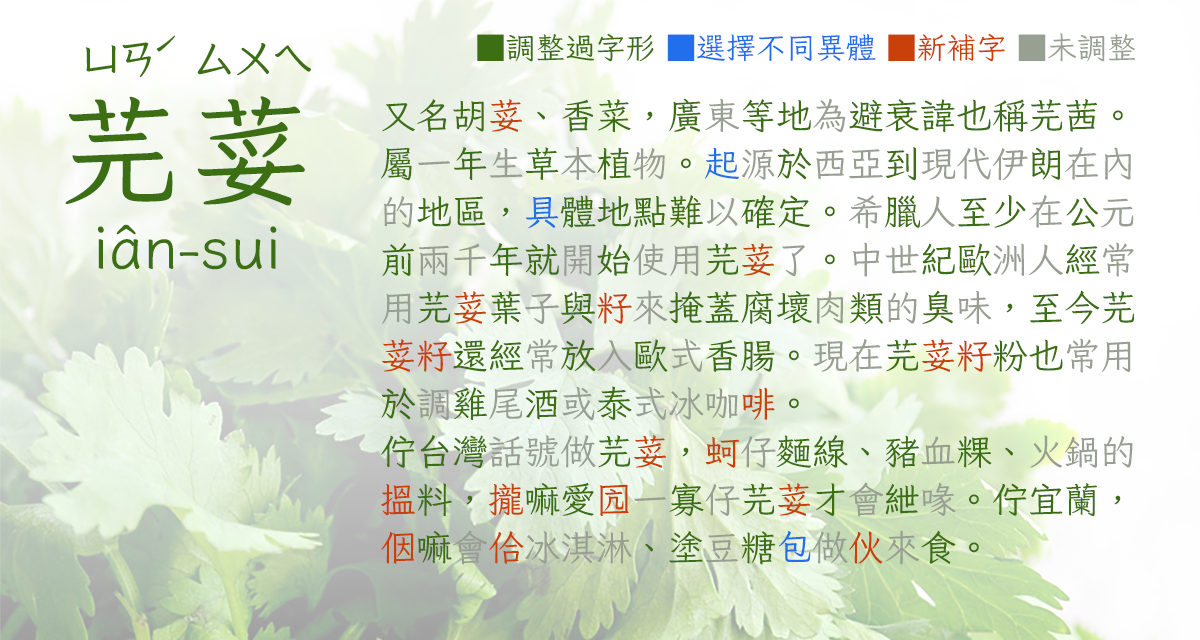 ㄩㄢˊ ㄙㄨㄟ
芫荽
iân-sui
■調整過字形 ■選擇不同異體 ■新補字 ■未調整
又名胡荽、香菜，廣東等地為避衰諱也稱芫茜。
屬一年生草本植物。起源於西亞到現代伊朗在內
的地區，具體地點難以確定。希臘人至少在公元
前兩千年就開始使用芫荽了。中世紀歐洲人經常
用芫荽葉子與籽來掩蓋腐壞肉類的臭味，至今芫
荽籽還經常放入歐式香腸。現在芫荽籽粉也常用
於調雞尾酒或泰式冰咖啡。
佇台灣話號做芫荽，蚵仔麵線、豬血粿、火鍋的
搵料，攏嘛愛囥一寡仔芫荽才會紲喙。佇宜蘭，
𪜶嘛會佮冰淇淋、塗豆糖包做伙來食。